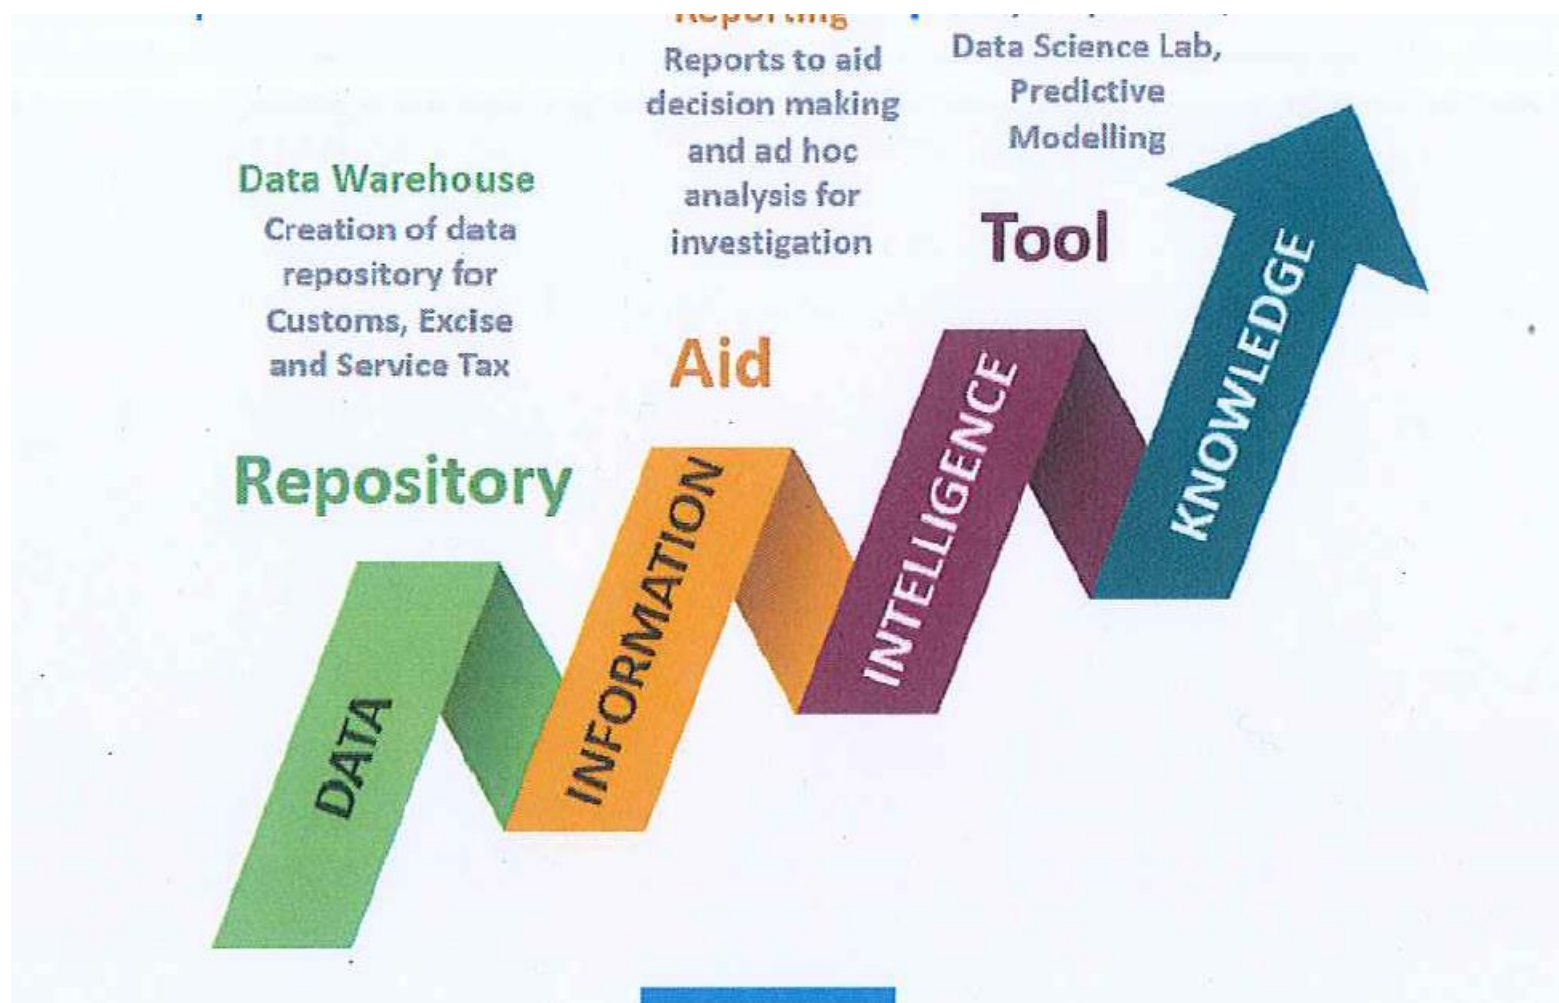 Data Warehouse
Creation of data
repository for
Customs, Excise
and Service Tax
Repository
DATA
Reporting
Reports to aid
decision making
and ad hoc
analysis for
investigation
Aid
INFORMATION
Data Science Lab,
Predictive
Modelling
Tool
INTELLIGENCE
KNOWLEDGE